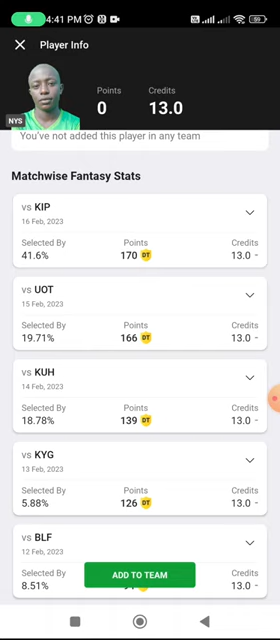 4:41 PM
59
Player Info
Points
Credits
0
13.0
NYS
You've not added this player in any team
Matchwise Fantasy Stats
vs KIP
16 Feb, 2023
Selected By
Points
Credits
41.6%
170 DT
13.0 -
vs UOT
15 Feb, 2023
Selected By
Points
Credits
19.71%
166 DT
13.0 -
vs KUH
14 Feb, 2023
Selected By
Points
Credits
18.78%
139 DT
13.0 -
vs KYG
13 Feb, 2023
Selected By
Points
Credits
5.88%
126 DT
13.0 -
vs BLF
12 Feb, 2023
Selected By
Credits
ADD TO TEAM
8.51%
13.0 -